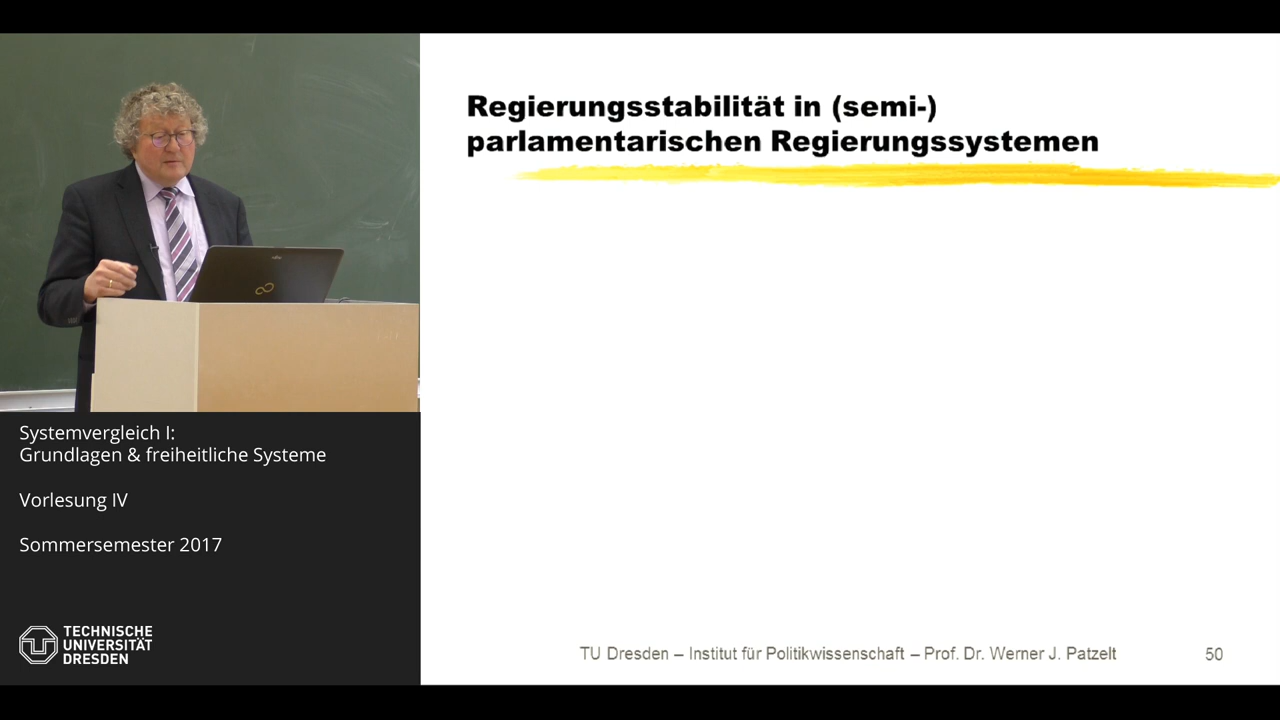 Regierungsstabilität in (semi-)
parlamentarischen Regierungssystemen
Systemvergleich I:
Grundlagen & freiheitliche Systeme
Vorlesung IV
Sommersemester 2017
TECHNISCHE
UNIVERSITÄT
DRESDEN
TU Dresden – Institut für Politikwissenschaft – Prof. Dr. Werner J. Patzelt
50